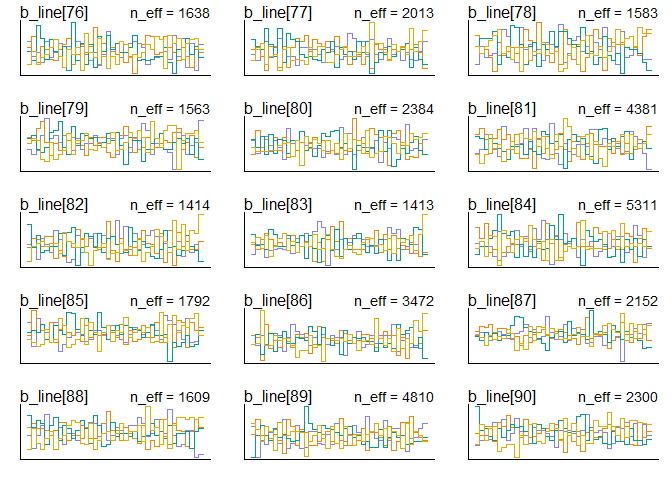 b_line[76] n_eff = 1638 b_line[77] n_eff = 2013 b_line[78] n_eff = 1583
b_line[79] n_eff = 1563 b_line[80] n_eff = 2384 b_line[81] n_eff = 4381
b_line[82] n_eff = 1414 b_line[83] n_eff = 1413 b_line[84] n_eff = 5311
b_line[85] n_eff = 1792 b_line[86] n_eff = 3472 b_line[87] n_eff = 2152
b_line[88] n_eff = 1609 b_line[89] n_eff = 4810 b_line[90] n_eff = 2300